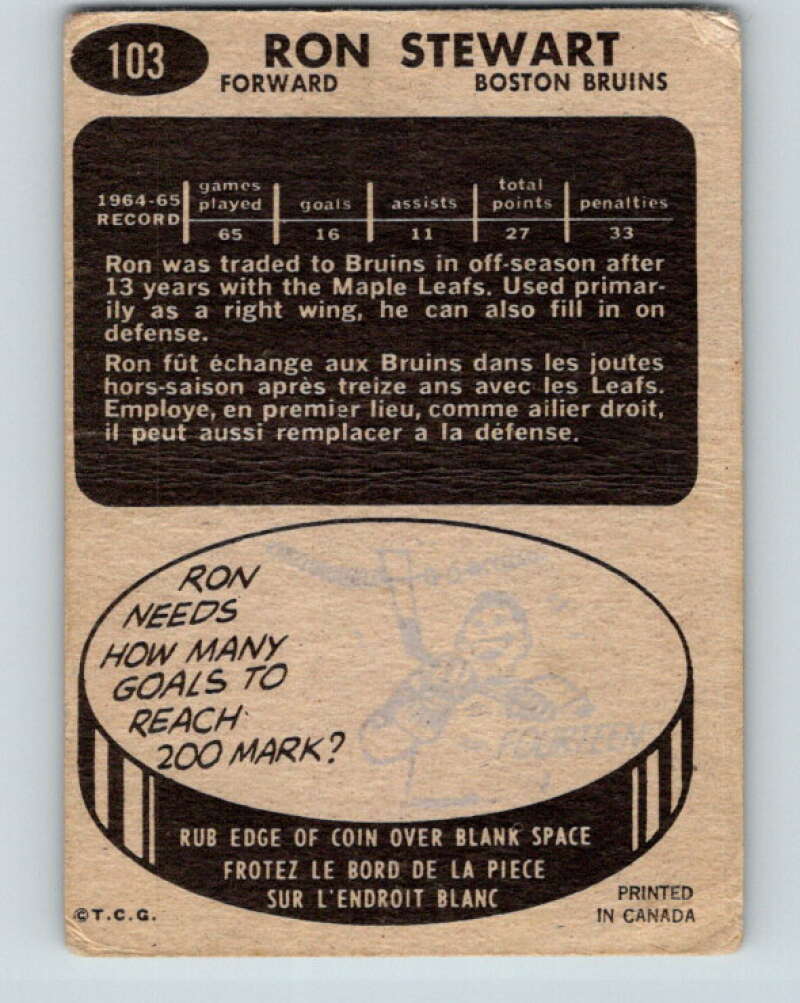 103
RON STEWART
FORWARD BOSTON BRUINS
1964-65 RECORD
games played goals assists total points penalties
65 16 11 27 33
Ron was traded to Bruins in off-season after
13 years with the Maple Leafs. Used primar-
ily as a right wing, he can also fill in on
defense.
Ron fût échange aux Bruins dans les joutes
hors-saison après treize ans avec les Leafs.
Employe, en premier lieu, comme ailier droit,
il peut aussi remplacer a la défense.
RON
NEEDS
HOW MANY
GOALS TO
REACH
200 MARK?
FOURTEEN
RUB EDGE OF COIN OVER BLANK SPACE
FROTEZ LE BORD DE LA PIECE
SUR L'ENDROIT BLANC
©T.C.G.
PRINTED
IN CANADA